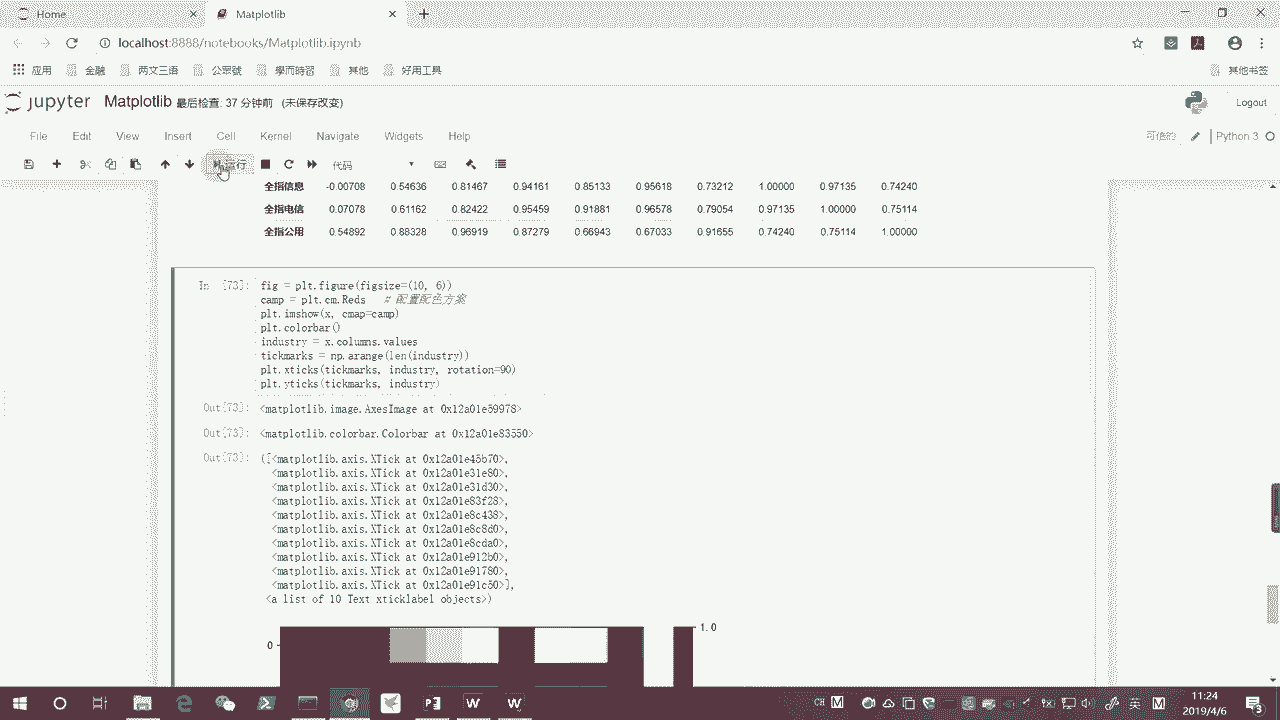 Home
Matplotlib
localhost:8888/notebooks/Matplotlib.ipynb
应用 金融 两文三语 公眾號 學而時習 其他 好用工具 其他书签
jupyter Matplotlib 最后检查: 37 分钟前 (未保存改变) Logout
File Edit View Insert Cell Kernel Navigate Widgets Help 可信的 Python 3
运行 代码
全指信息 -0.00708 0.54636 0.81467 0.94161 0.85133 0.95618 0.73212 1.00000 0.97135 0.74240
全指电信 0.07078 0.61162 0.82422 0.95459 0.91881 0.96578 0.79054 0.97135 1.00000 0.75114
全指公用 0.54892 0.88328 0.96919 0.87279 0.66943 0.67033 0.91655 0.74240 0.75114 1.00000
In [73]: fig = plt.figure(figsize=(10, 6))
camp = plt.cm.Reds # 配置配色方案
plt.imshow(x, cmap=camp)
plt.colorbar()
industry = x.columns.values
tickmarks = np.arange(len(industry))
plt.xticks(tickmarks, industry, rotation=90)
plt.yticks(tickmarks, industry)
Out[73]: <matplotlib.image.AxesImage at 0x12a01e59978>
Out[73]: <matplotlib.colorbar.Colorbar at 0x12a01e83550>
Out[73]: ([<matplotlib.axis.XTick at 0x12a01e45b70>,
<matplotlib.axis.XTick at 0x12a01e31e80>,
<matplotlib.axis.XTick at 0x12a01e31d30>,
<matplotlib.axis.XTick at 0x12a01e83f28>,
<matplotlib.axis.XTick at 0x12a01e8c438>,
<matplotlib.axis.XTick at 0x12a01e8c8d0>,
<matplotlib.axis.XTick at 0x12a01e8cda0>,
<matplotlib.axis.XTick at 0x12a01e912b0>,
<matplotlib.axis.XTick at 0x12a01e91780>,
<matplotlib.axis.XTick at 0x12a01e91c50>],
<a list of 10 Text xticklabel objects>)
1.0
0
CH M 英 M 11:24
2019/4/6